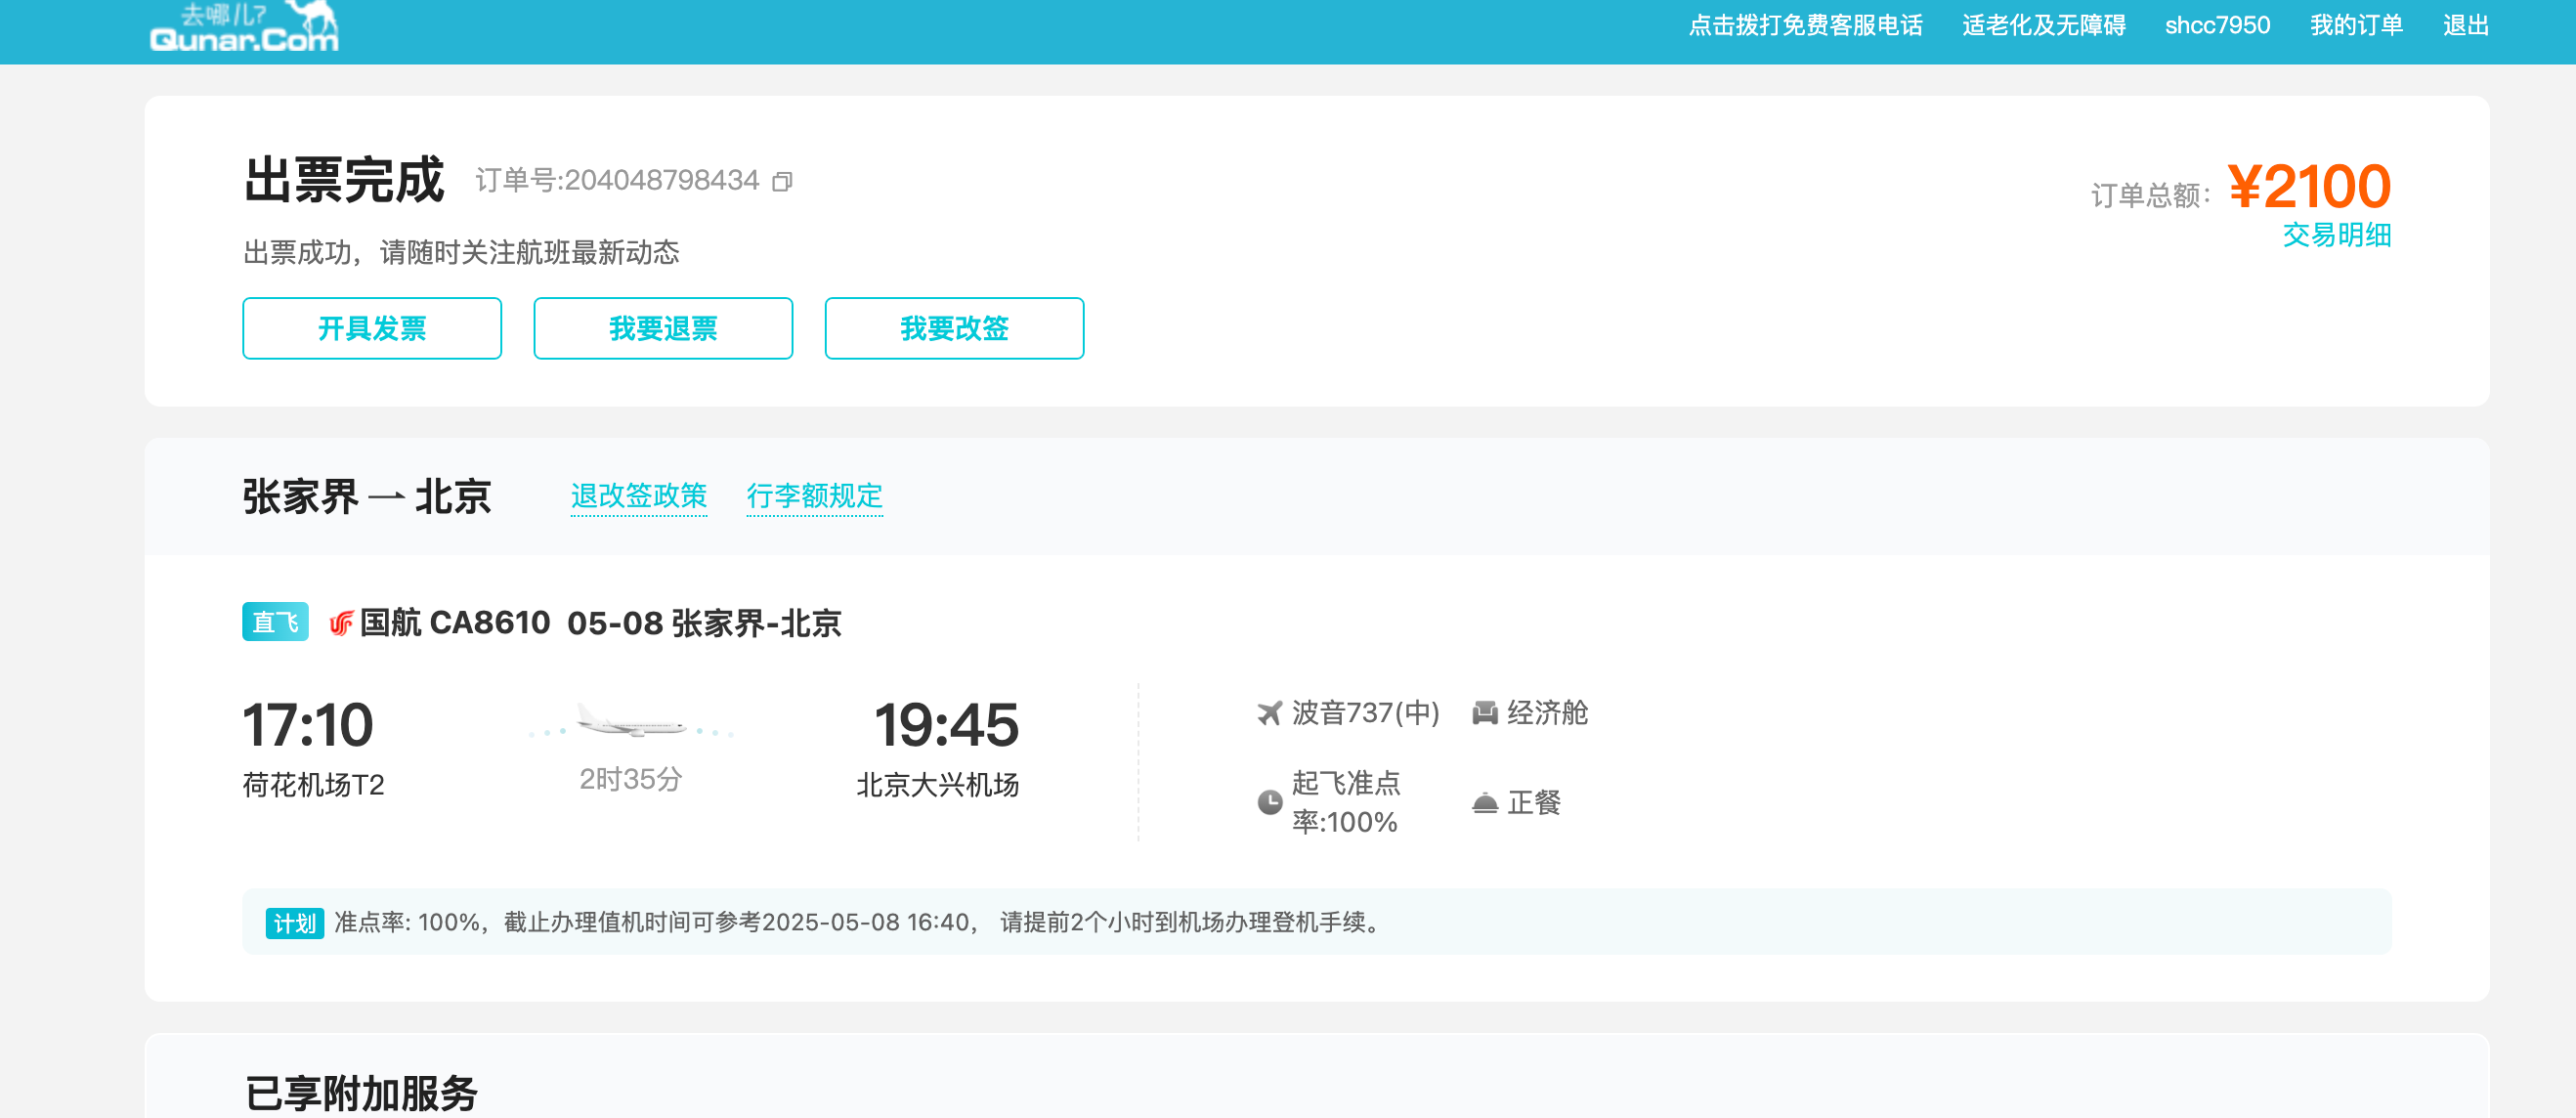 去哪儿?
Qunar.Com
点击拨打免费客服电话 适老化及无障碍 shcc7950 我的订单 退出
出票完成 订单号:204048798434
订单总额: ¥2100
交易明细
出票成功，请随时关注航班最新动态
开具发票 我要退票 我要改签
张家界 北京 退改签政策 行李额规定
直飞 国航 CA8610 05-08 张家界-北京
17:10 19:45
荷花机场T2 2时35分 北京大兴机场
波音737(中) 经济舱
起飞准点
率:100% 正餐
计划 准点率: 100%，截止办理值机时间可参考2025-05-08 16:40， 请提前2个小时到机场办理登机手续。
已享附加服务